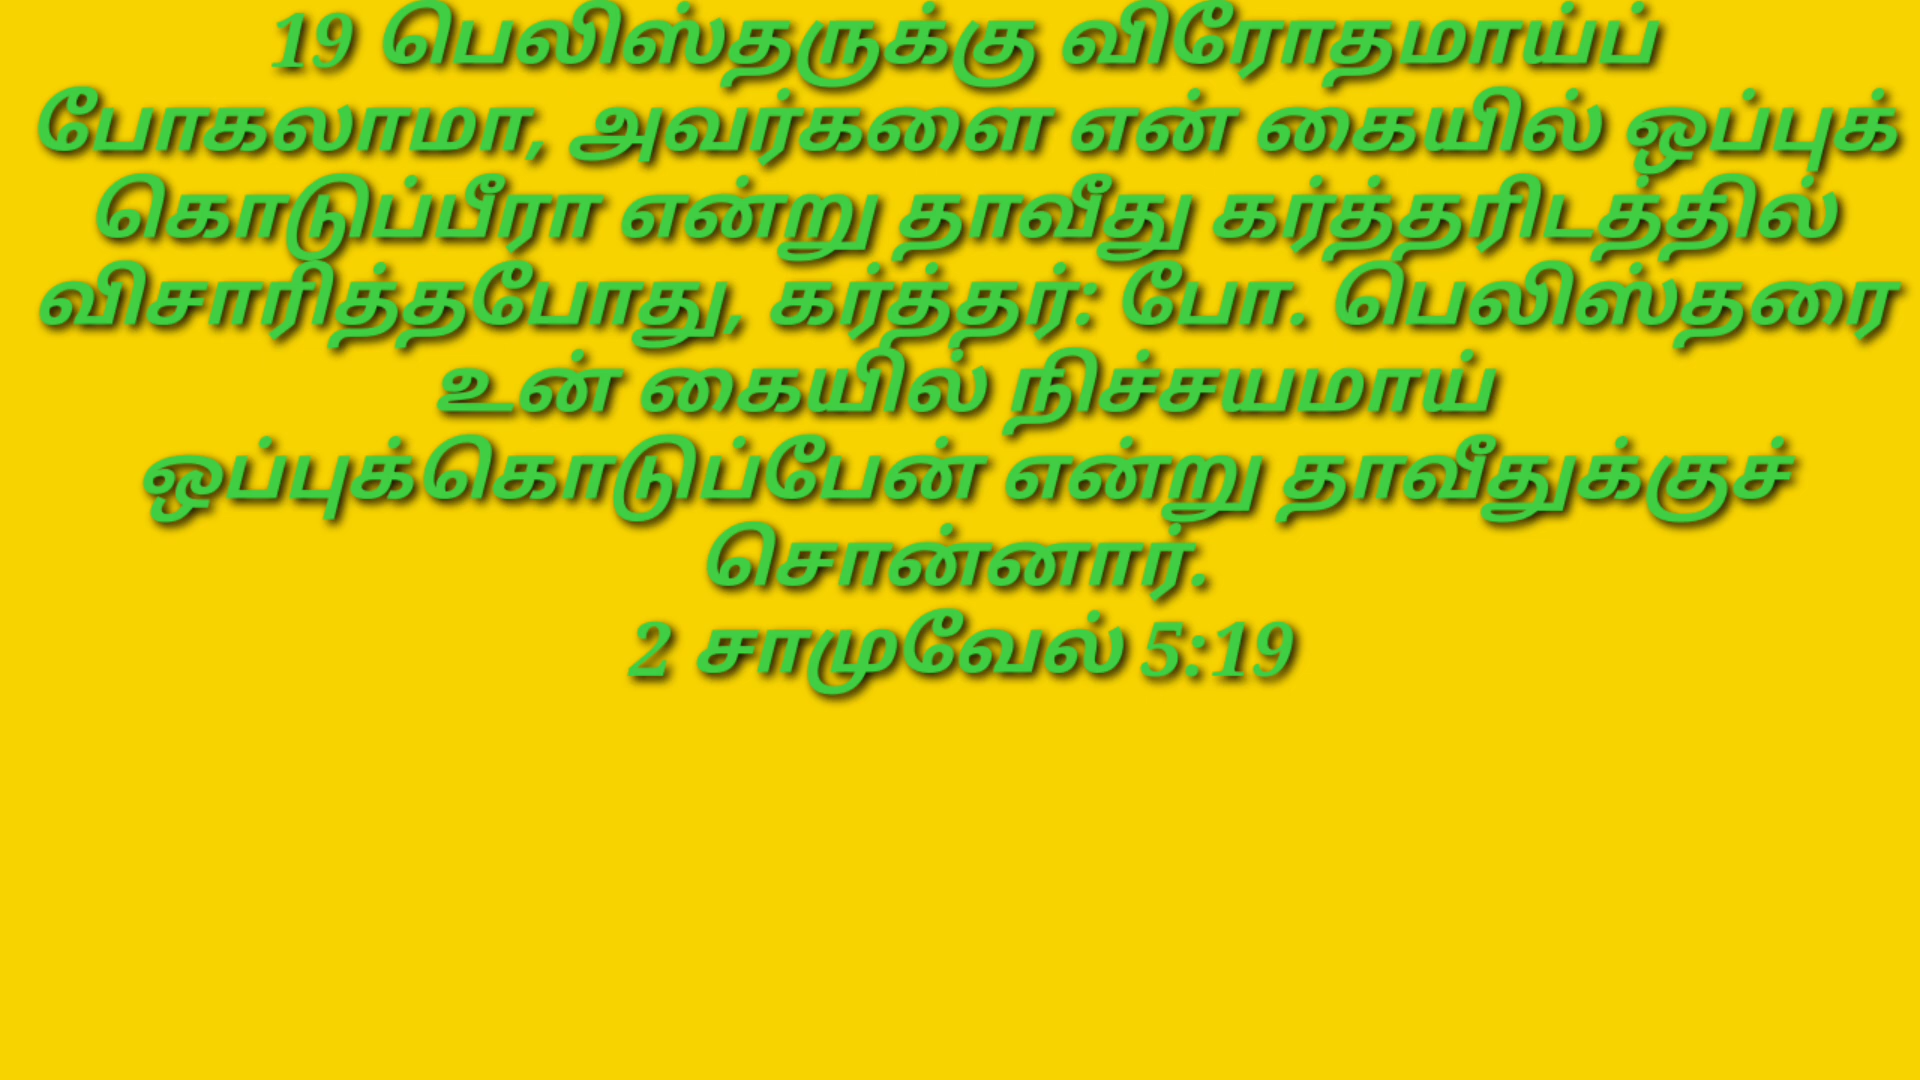 19 பெலிஸ்தருக்கு விரோதமாய்ப்
போகலாமா, அவர்களை என் கையில் ஒப்புக்
கொடுப்பீரா என்று தாவீது கர்த்தரிடத்தில்
விசாரித்தபோது, கர்த்தர்: போ. பெலிஸ்தரை
உன் கையில் நிச்சயமாய்
ஒப்புக்கொடுப்பேன் என்று தாவீதுக்குச்
சொன்னார்.
2 சாமுவேல் 5:19